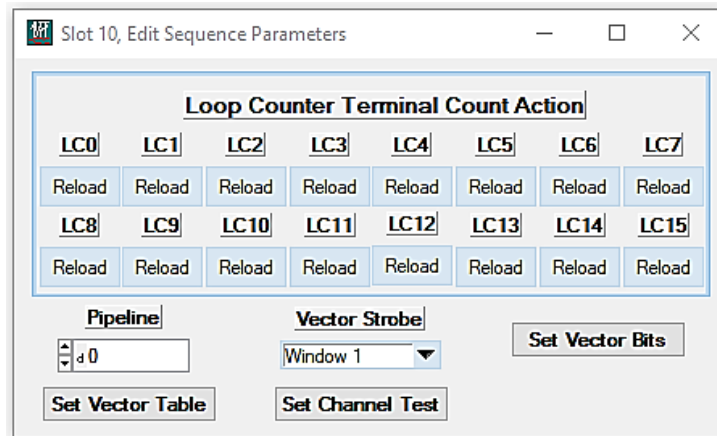 Slot 10, Edit Sequence Parameters
Loop Counter Terminal Count Action
LC0 LC1 LC2 LC3 LC4 LC5 LC6 LC7
Reload Reload Reload Reload Reload Reload Reload Reload
LC8 LC9 LC10 LC11 LC12 LC13 LC14 LC15
Reload Reload Reload Reload Reload Reload Reload Reload
Pipeline Vector Strobe
d 0 Window 1 Set Vector Bits
Set Vector Table Set Channel Test